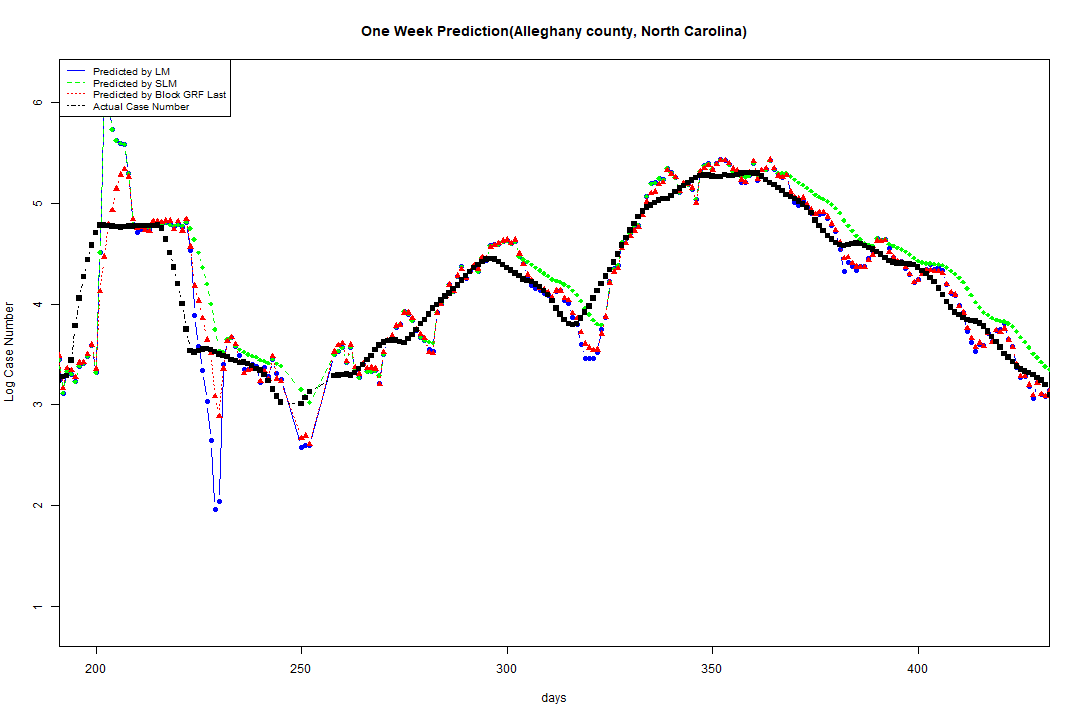 One Week Prediction(Alleghany county, North Carolina)
Predicted by LM
Predicted by SLM
Predicted by Block GRF Last
Actual Case Number
6
5
4
3
2
1
Log Case Number
200
250
300
350
400
days